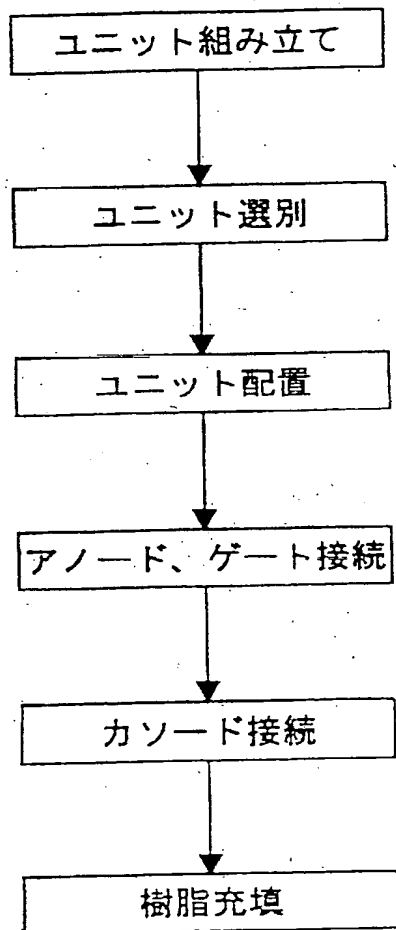 ユニット組み立て
ユニット選別
ユニット配置
アノード、ゲート接続
カソード接続
樹脂充填